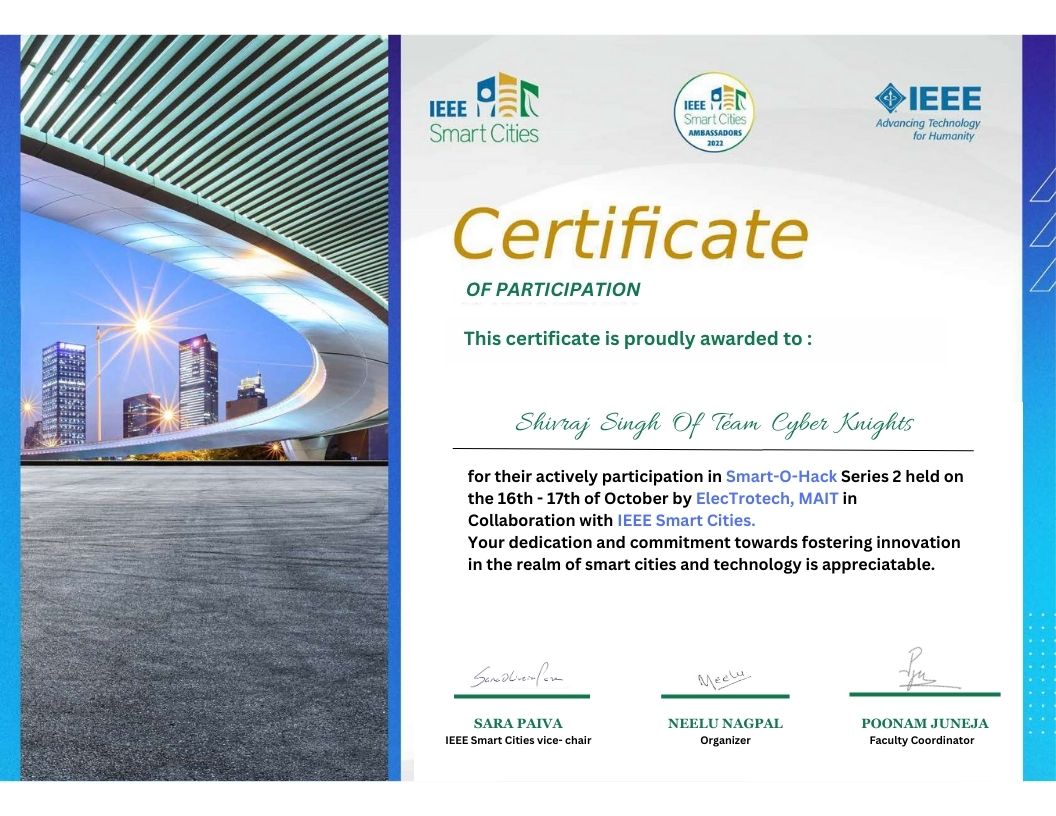 IEEE
Smart Cities
IEEE
Smart Cities
AMBASSADORS
2022
IEEE
Advancing Technology
for Humanity
Certificate
OF PARTICIPATION
This certificate is proudly awarded to :
Shivraj Singh Of Team Cyber Knights
for their actively participation in Smart-O-Hack Series 2 held on
the 16th - 17th of October by ElecTrotech, MAIT in
Collaboration with IEEE Smart Cities.
Your dedication and commitment towards fostering innovation
in the realm of smart cities and technology is appreciatable.
Neelu
SARA PAIVA
NEELU NAGPAL
POONAM JUNEJA
IEEE Smart Cities vice- chair
Organizer
Faculty Coordinator